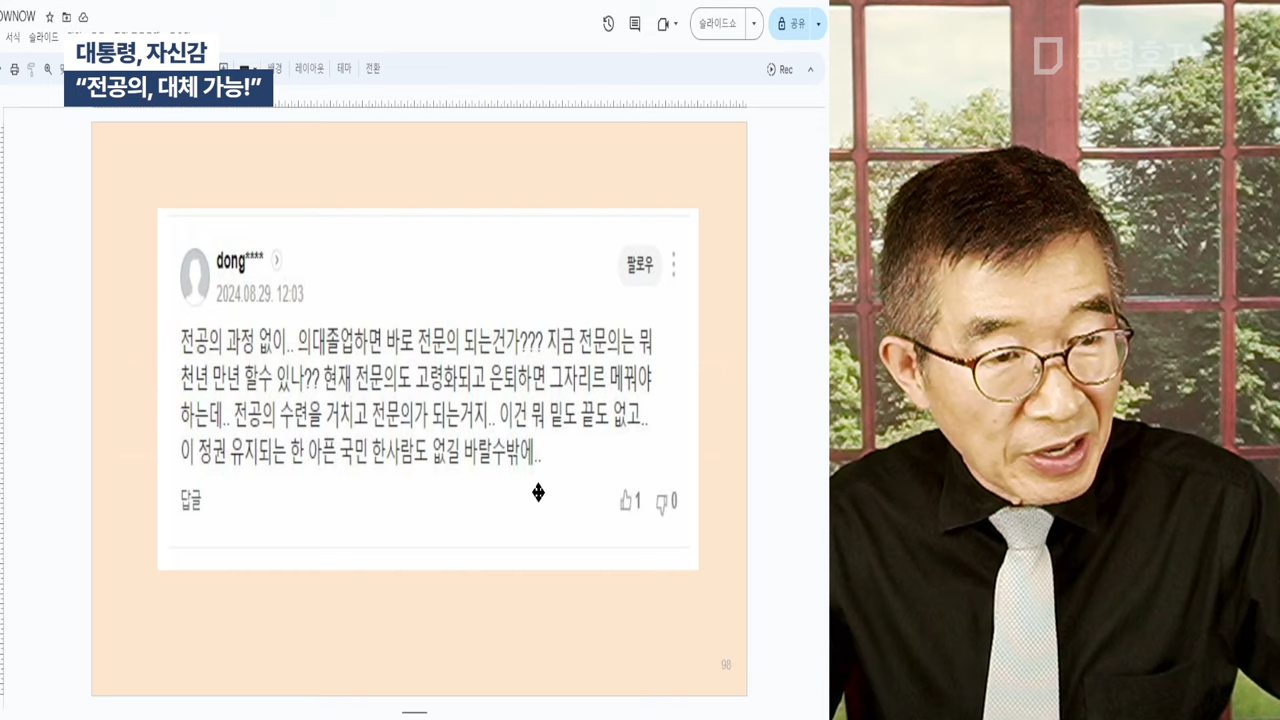 OWNOW
서식 슬라이드
슬라이드쇼
공유
대통령, 자신감
“전공의, 대체 가능!”
배경 레이아웃 테마 전환
Rec
공병호TV
dong****
팔로우
2024.08.29. 12:03
전공의 과정 없이.. 의대졸업하면 바로 전문의 되는건가??? 지금 전문의는 뭐
천년 만년 할수 있나?? 현재 전문의도 고령화되고 은퇴하면 그자리르 메꿔야
하는데.. 전공의 수련을 거치고 전문의가 되는거지.. 이건 뭐 밑도 끝도 없고..
이 정권 유지되는 한 아픈 국민 한사람도 없길 바랄수밖에..
답글
1 0
98